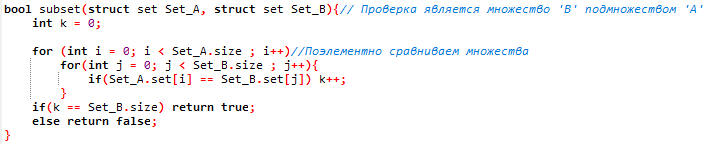 bool subset(struct set Set_A, struct set Set_B){// Проверка является множество 'B' подмножеством 'A'
int k = 0;
for (int i = 0; i < Set_A.size ; i++)//Поэлементно сравниваем множества
for(int j = 0; j < Set_B.size ; j++){
if(Set_A.set[i] == Set_B.set[j]) k++;
}
if(k == Set_B.size) return true;
else return false;
}